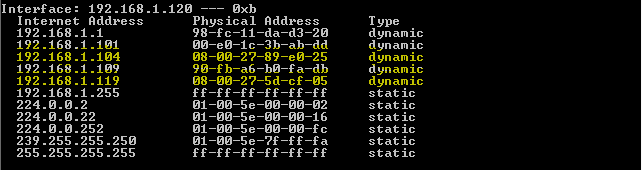 Interface: 192.168.1.120 --- 0xb
Internet Address Physical Address Type
192.168.1.1 98-fc-11-da-d3-20 dynamic
192.168.1.101 00-e0-1c-3b-ab-dd dynamic
192.168.1.104 08-00-27-89-e0-25 dynamic
192.168.1.109 90-fb-a6-b0-fa-db dynamic
192.168.1.119 08-00-27-5d-cf-05 dynamic
192.168.1.255 ff-ff-ff-ff-ff-ff static
224.0.0.2 01-00-5e-00-00-02 static
224.0.0.22 01-00-5e-00-00-16 static
224.0.0.252 01-00-5e-00-00-fc static
239.255.255.250 01-00-5e-7f-ff-fa static
255.255.255.255 ff-ff-ff-ff-ff-ff static